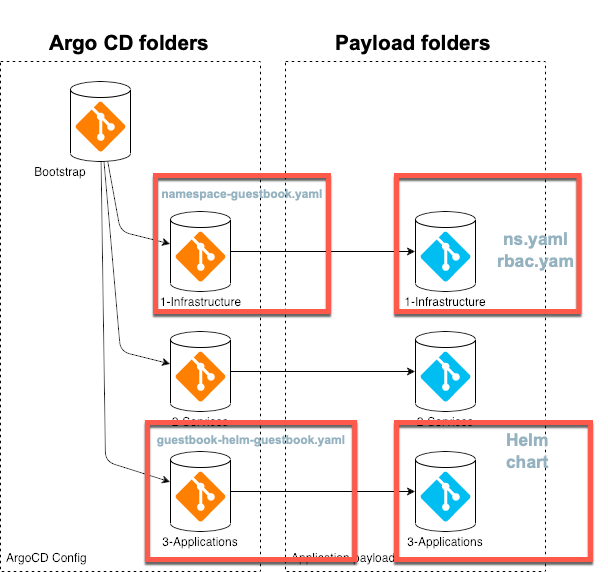 Argo CD folders
Payload folders
Bootstrap
namespace-guestbook.yaml
1-Infrastructure
ns.yaml
rbac.yam
1-Infrastructure
2-Services
2-Services
guestbook-helm-guestbook.yaml
3-Applications
Helm
chart
3-Applications
ArgoCD Config
Application payload